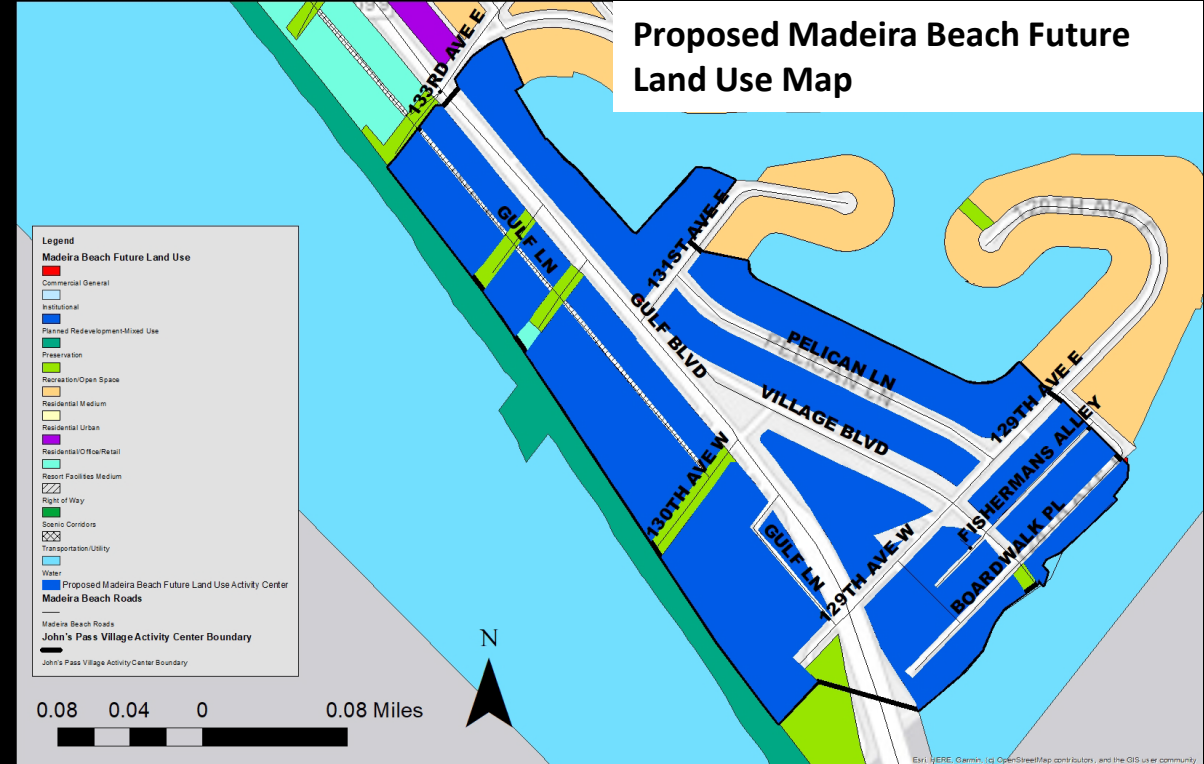 Proposed Madeira Beach Future
Land Use Map
133RD AVE E
GULF LN
131ST AVE E
GULF BLVD
129TH AVE E
PELICAN LN
PELICAN LN
VILLAGE BLVD
129TH AVE E
FISHERMANS ALLEY
130TH AVE W
GULF LN
129TH AVE W
BOARDWALK PL
Legend
Madeira Beach Future Land Use
Commercial General
Institutional
Planned Redevelopment-Mixed Use
Preservation
Recreation/Open Space
Residential Medium
Residential Urban
Residential/Office/Retail
Resort Facilities Medium
Right of Way
Scenic Corridors
Transportation/Utility
Water
Proposed Madeira Beach Future Land Use Activity Center
Madeira Beach Roads
Madeira Beach Roads
John's Pass Village Activity Center Boundary
John's Pass Village Activity Center Boundary
N
0.08 0.04 0 0.08 Miles
Esri, HERE, Garmin, (c) OpenStreetMap contributors, and the GIS user community